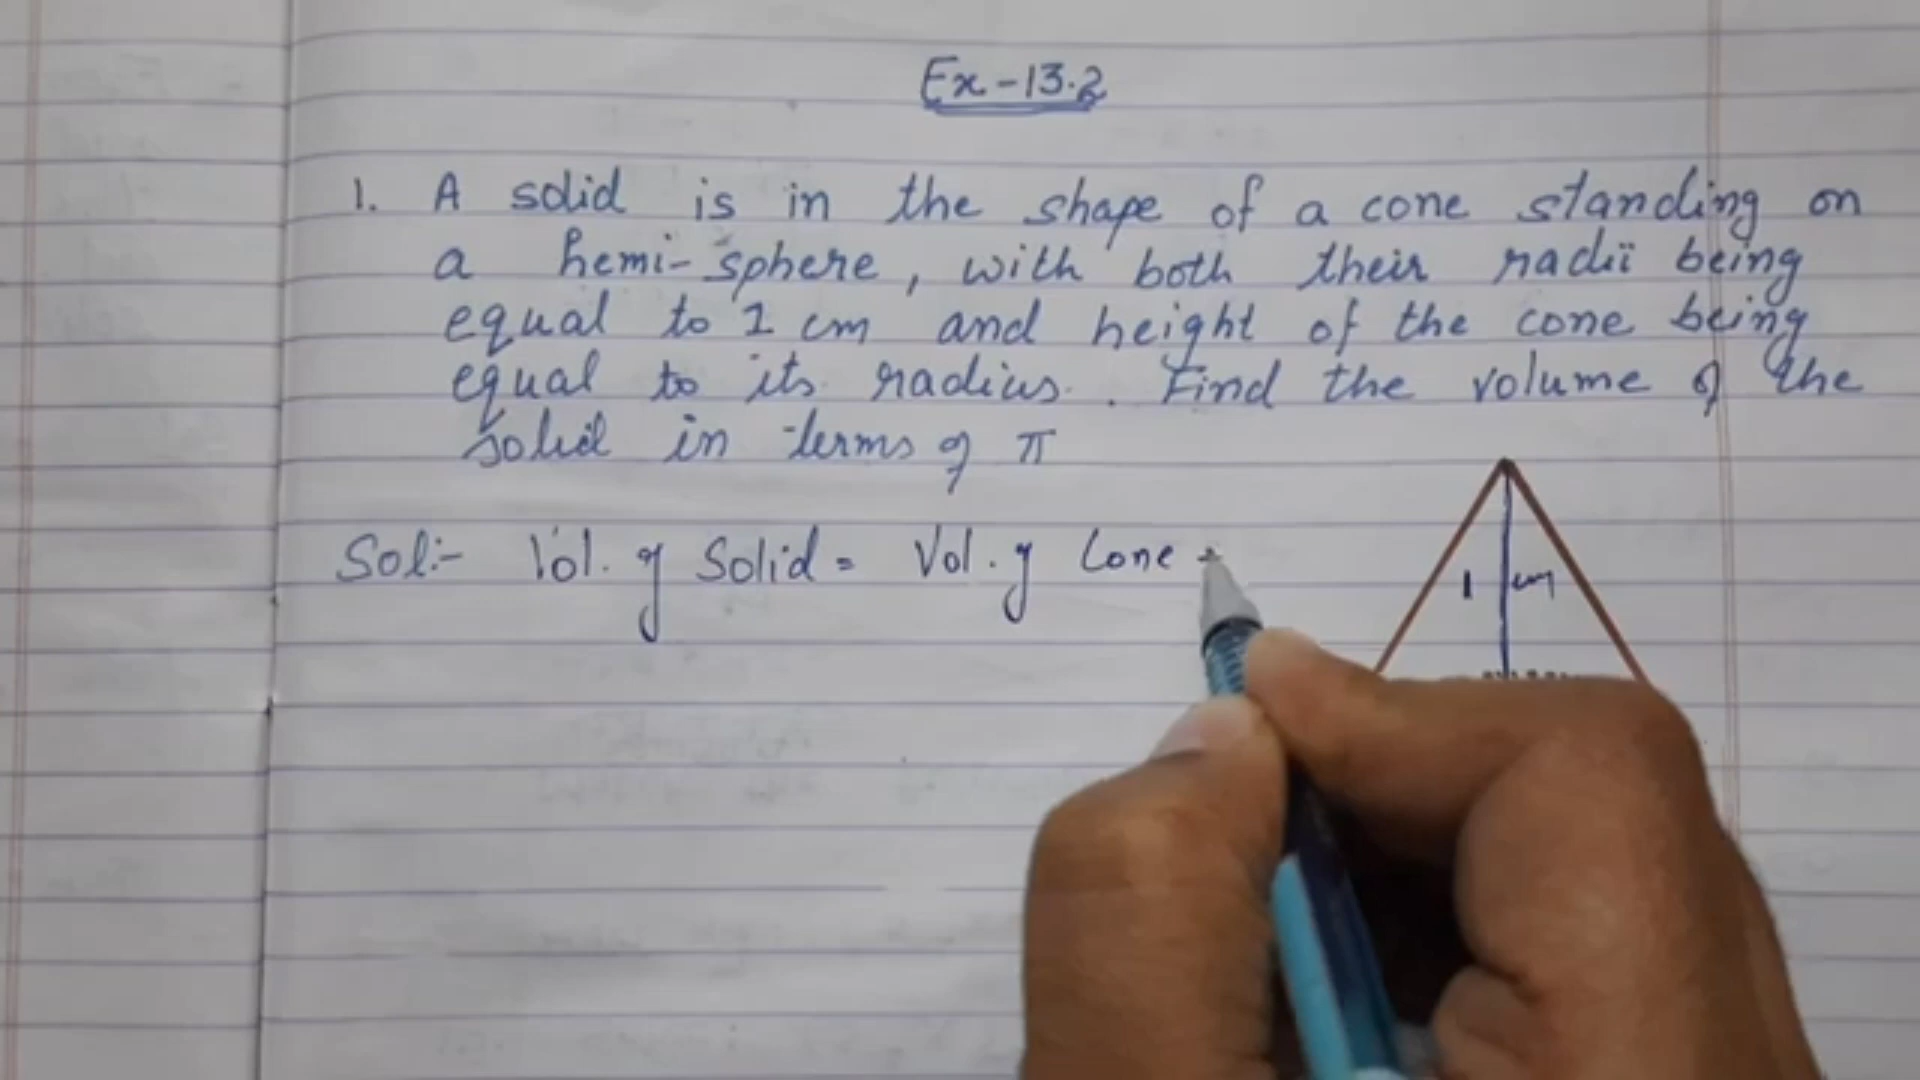 Ex-13.2
1. A solid is in the shape of a cone standing on
a hemi-sphere, with both their radii being
equal to 1 cm and height of the cone being
equal to its radius. Find the volume of the
solid in terms of π
Sol:- Vol. of Solid = Vol. of Cone +
1 cm